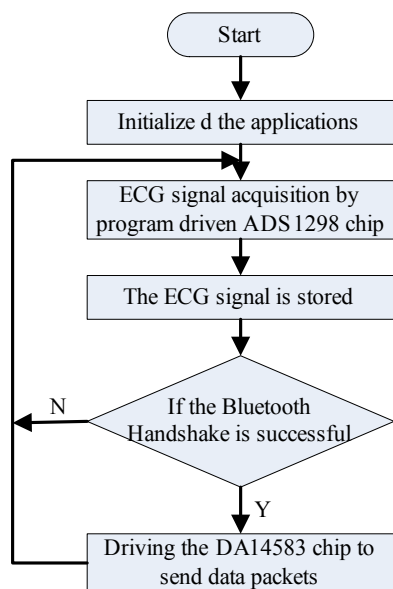 Start
Initialize d the applications
ECG signal acquisition by
program driven ADS1298 chip
The ECG signal is stored
If the Bluetooth
Handshake is successful
N
Y
Driving the DA14583 chip to
send data packets